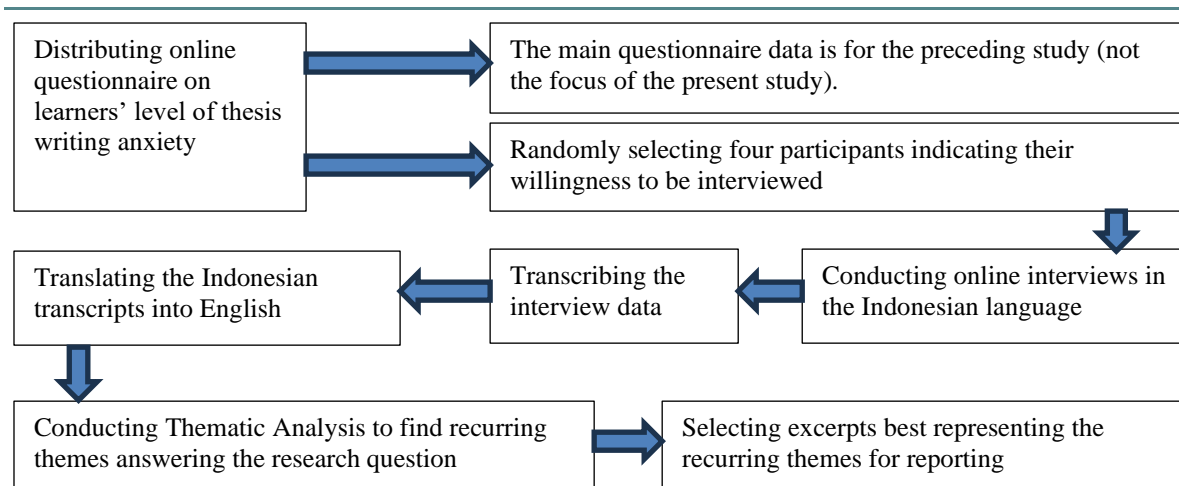 Distributing online
questionnaire on
learners’ level of thesis
writing anxiety
The main questionnaire data is for the preceding study (not
the focus of the present study).
Randomly selecting four participants indicating their
willingness to be interviewed
Conducting online interviews in
the Indonesian language
Transcribing the
interview data
Translating the Indonesian
transcripts into English
Conducting Thematic Analysis to find recurring
themes answering the research question
Selecting excerpts best representing the
recurring themes for reporting